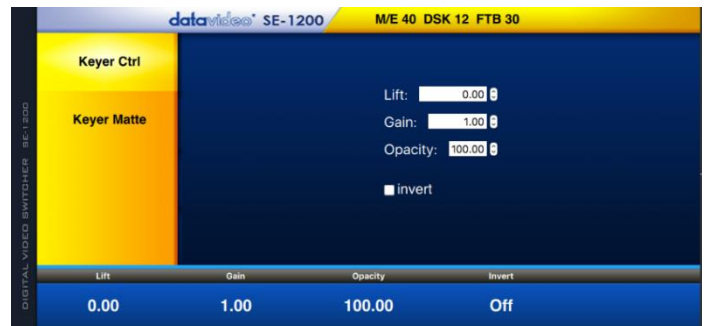 datavideo® SE-1200 M/E 40 DSK 12 FTB 30
Keyer Ctrl
Keyer Matte
Lift: 0.00
Gain: 1.00
Opacity: 100.00
invert
Lift Gain Opacity Invert
0.00 1.00 100.00 Off
DIGITAL VIDEO SWITCHER SE-1200